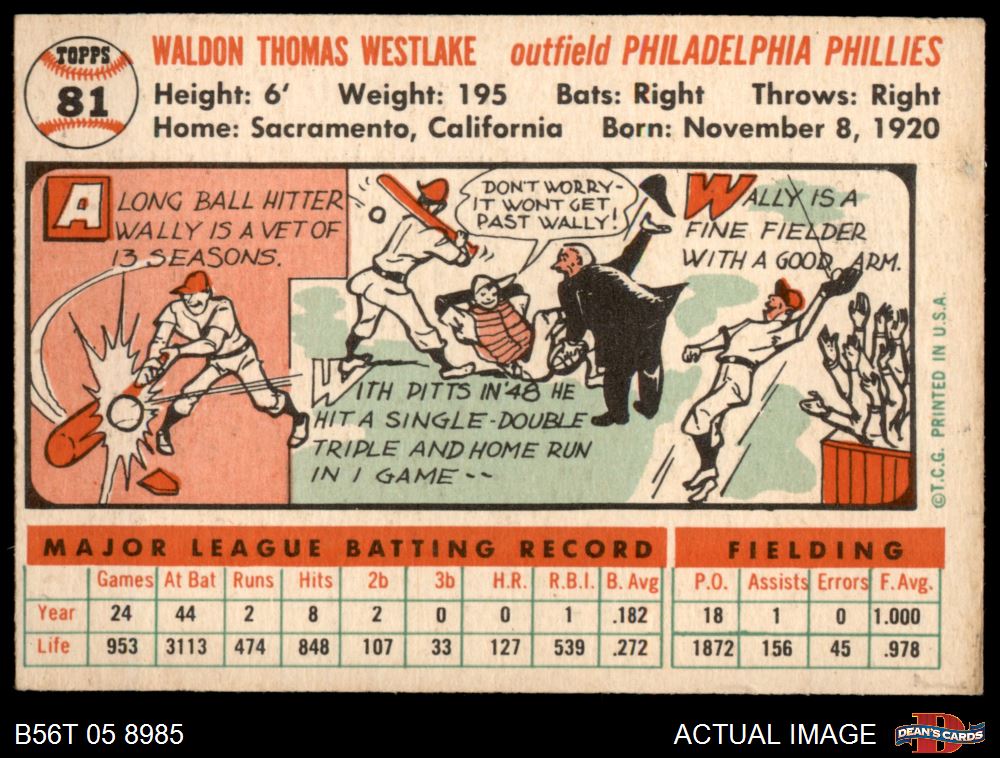 TOPPS
81
WALDON THOMAS WESTLAKE outfield PHILADELPHIA PHILLIES
Height: 6' Weight: 195 Bats: Right Throws: Right
Home: Sacramento, California Born: November 8, 1920
A LONG BALL HITTER
WALLY IS A VET OF
13 SEASONS.
DON'T WORRY-
IT WONT GET
PAST WALLY!
WITH PITTS IN '48 HE
HIT A SINGLE-DOUBLE
TRIPLE AND HOME RUN
IN 1 GAME--
WALLY IS A
FINE FIELDER
WITH A GOOD ARM.
©T.C.G. PRINTED IN U.S.A.
MAJOR LEAGUE BATTING RECORD FIELDING
Games At Bat Runs Hits 2b 3b H.R. R.B.I. B. Avg P.O. Assists Errors F. Avg.
Year 24 44 2 8 2 0 0 1 .182 18 1 0 1.000
Life 953 3113 474 848 107 33 127 539 .272 1872 156 45 .978
B56T 05 8985 ACTUAL IMAGE
DEAN'S CARDS